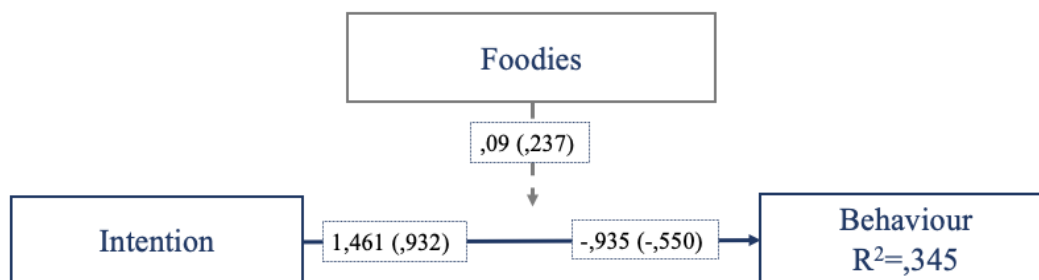 Foodies
,09 (,237)
Intention
1,461 (,932)
-,935 (-,550)
Behaviour
R²=,345